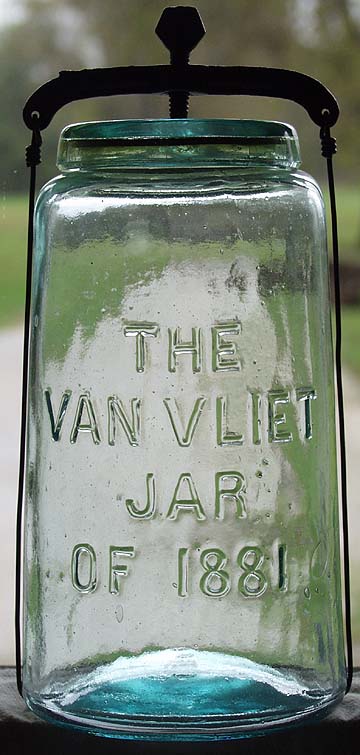 THE
VAN VLIET
JAR
OF 1881